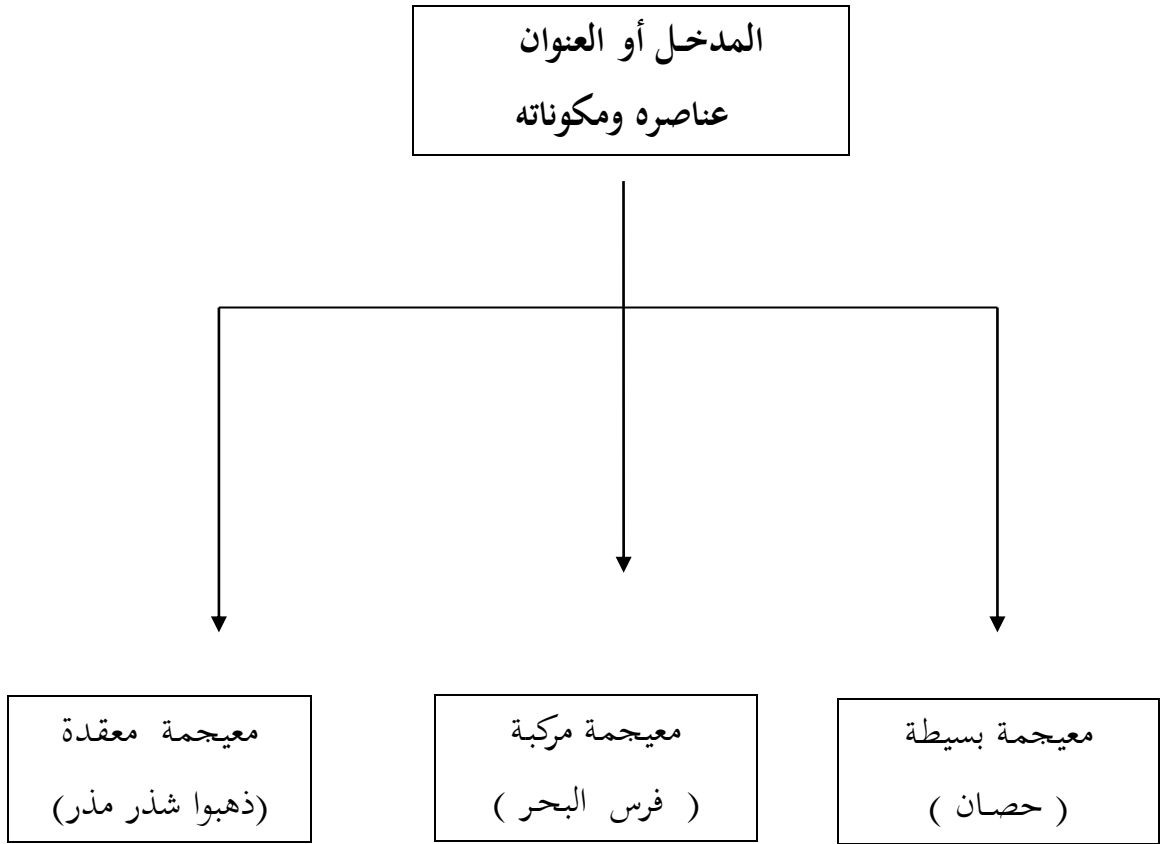 المدخل أو العنوان
عناصره ومكوناته
معيجمة بسيطة
( حصان )
معيجمة مركبة
( فرس البحر )
معيجمة معقدة
(ذهبوا شذر مذر)